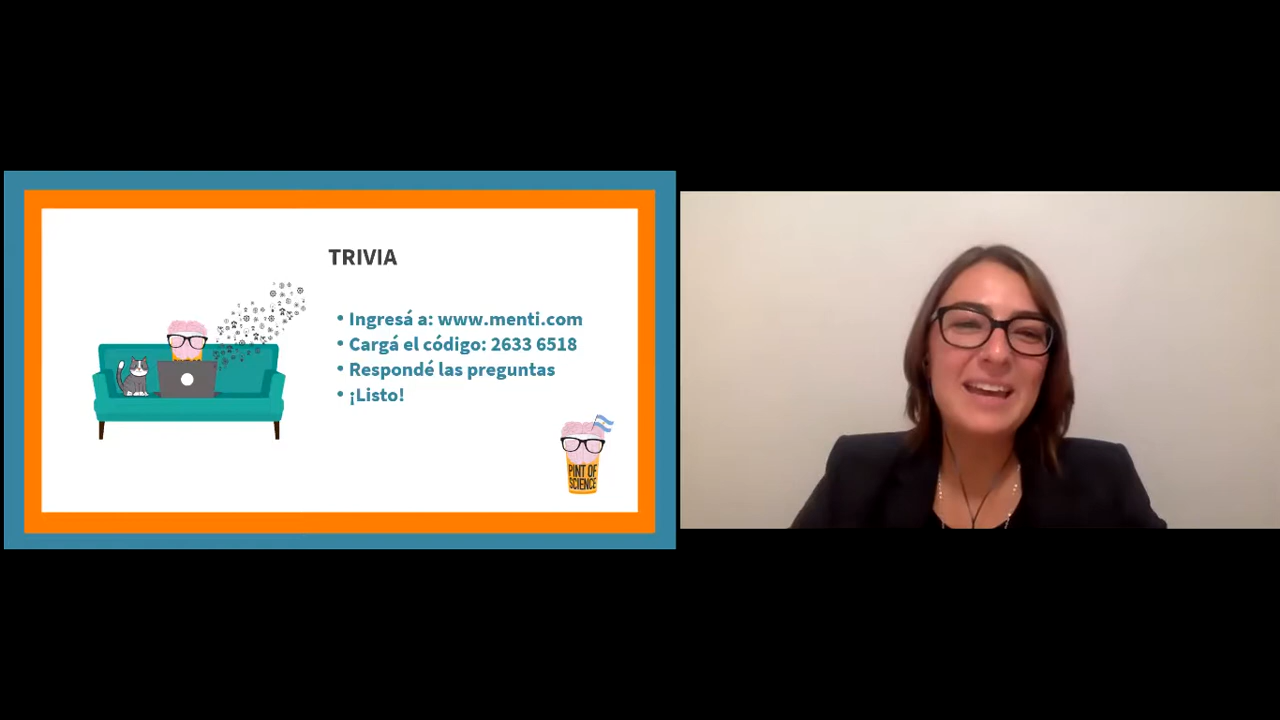 TRIVIA
• Ingresá a: www.menti.com
• Cargá el código: 2633 6518
• Respondé las preguntas
• ¡Listo!
PINT OF
SCIENCE